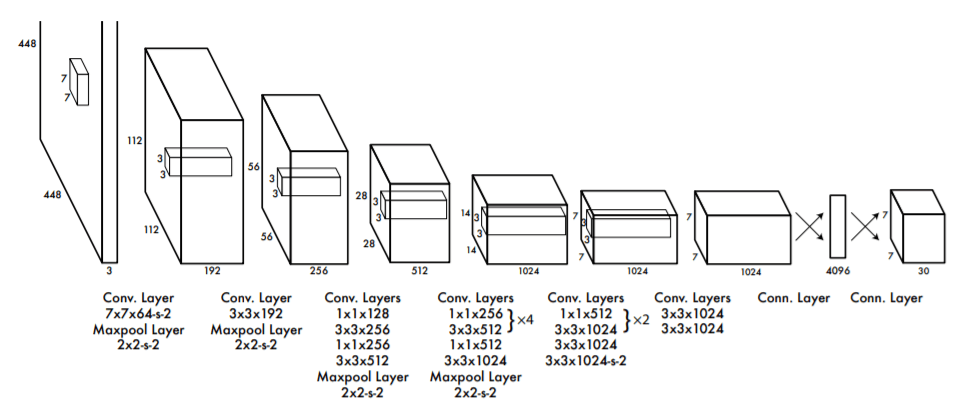 448
7
7
448
3
112
3
3
112
192
56
3
3
56
256
28
3
3
28
512
14
3
3
14
1024
7
3
3
7
1024
7
7
1024
4096
7
7
30
Conv. Layer
7x7x64-s-2
Maxpool Layer
2x2-s-2
Conv. Layer
3x3x192
Maxpool Layer
2x2-s-2
Conv. Layers
1x1x128
3x3x256
1x1x256
3x3x512
Maxpool Layer
2x2-s-2
Conv. Layers
1x1x256
3x3x512 }×4
1x1x512
3x3x1024
Maxpool Layer
2x2-s-2
Conv. Layers
1x1x512
3x3x1024 }×2
3x3x1024
3x3x1024-s-2
Conv. Layers
3x3x1024
3x3x1024
Conn. Layer
Conn. Layer